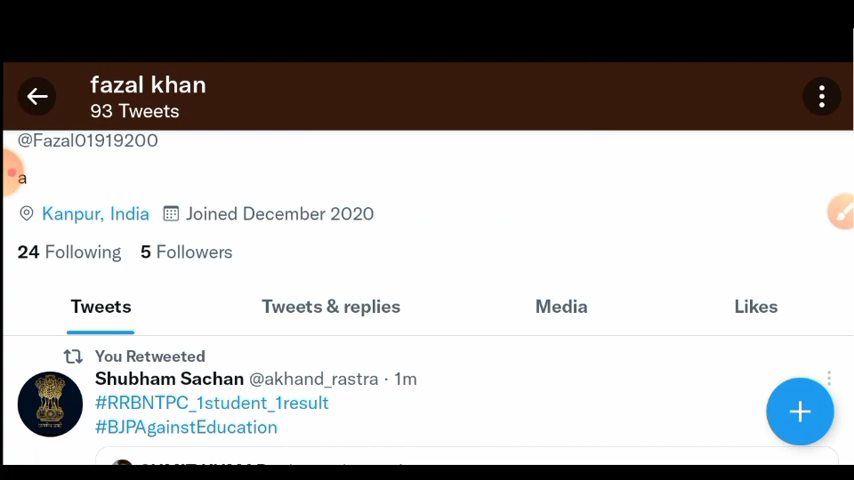 fazal khan
93 Tweets
@Fazal01919200
a
Kanpur, India Joined December 2020
24 Following 5 Followers
Tweets Tweets & replies Media Likes
You Retweeted
Shubham Sachan @akhand_rastra · 1m
#RRBNTPC_1student_1result
#BJPAgainstEducation